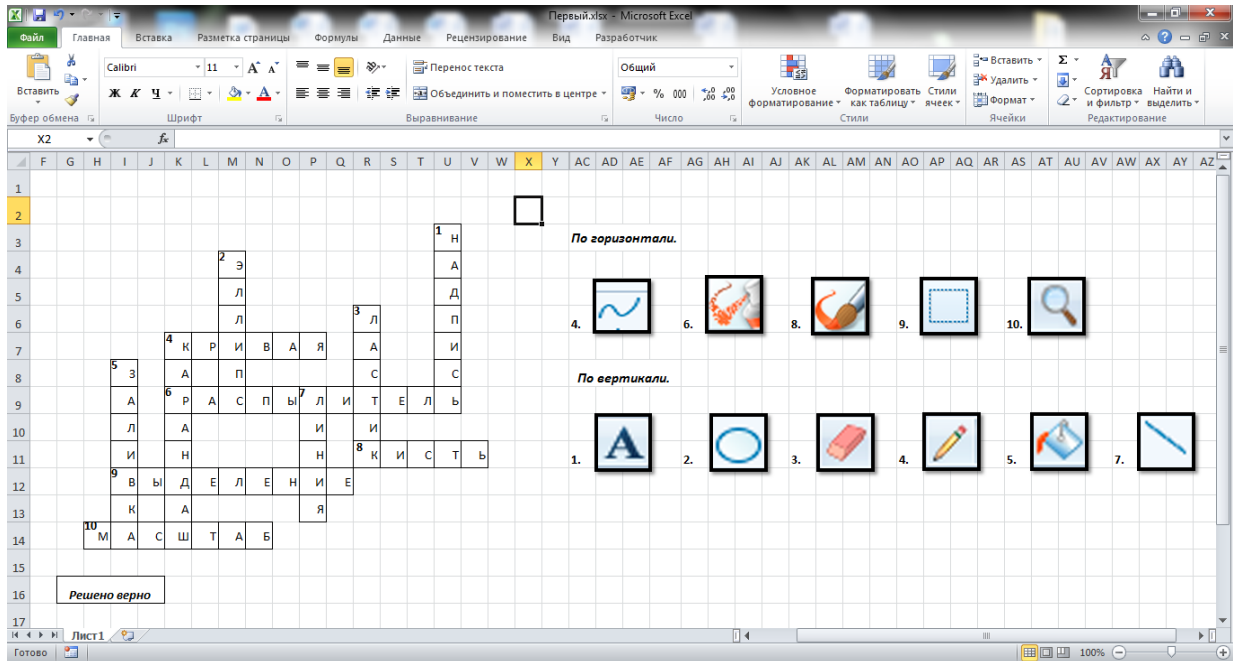 Первый.xlsx - Microsoft Excel
Файл Главная Вставка Разметка страницы Формулы Данные Рецензирование Вид Разработчик
Вставить
Calibri 11
Ж К Ч
Перенос текста
Объединить и поместить в центре
Общий
% 000
Условное форматирование
Форматировать как таблицу
Стили ячеек
Вставить
Удалить
Формат
Сортировка и фильтр
Найти и выделить
Буфер обмена Шрифт Выравнивание Число Стили Ячейки Редактирование
X2 fx
F G H I J K L M N O P Q R S T U V W X Y AC AD AE AF AG AH AI AJ AK AL AM AN AO AP AQ AR AS AT AU AV AW AX AY AZ
1
2
3 1 Н По горизонтали.
4 2 Э А
5 Л Д
6 Л 3 Л П 4. 6. 8. 9. 10.
7 4 К Р И В А Я А И
8 5 З А П С С По вертикали.
9 А 6 Р А С П Ы 7 Л И Т Е Л Ь
10 Л А И И
11 И Н Н 8 К И С Т Ь 1. А 2. 3. 4. 5. 7.
12 9 В Ы Д Е Л Е Н И Е
13 К А Я
14 10 М А С Ш Т А Б
15
16 Решено верно
17
Лист1
Готово 100%